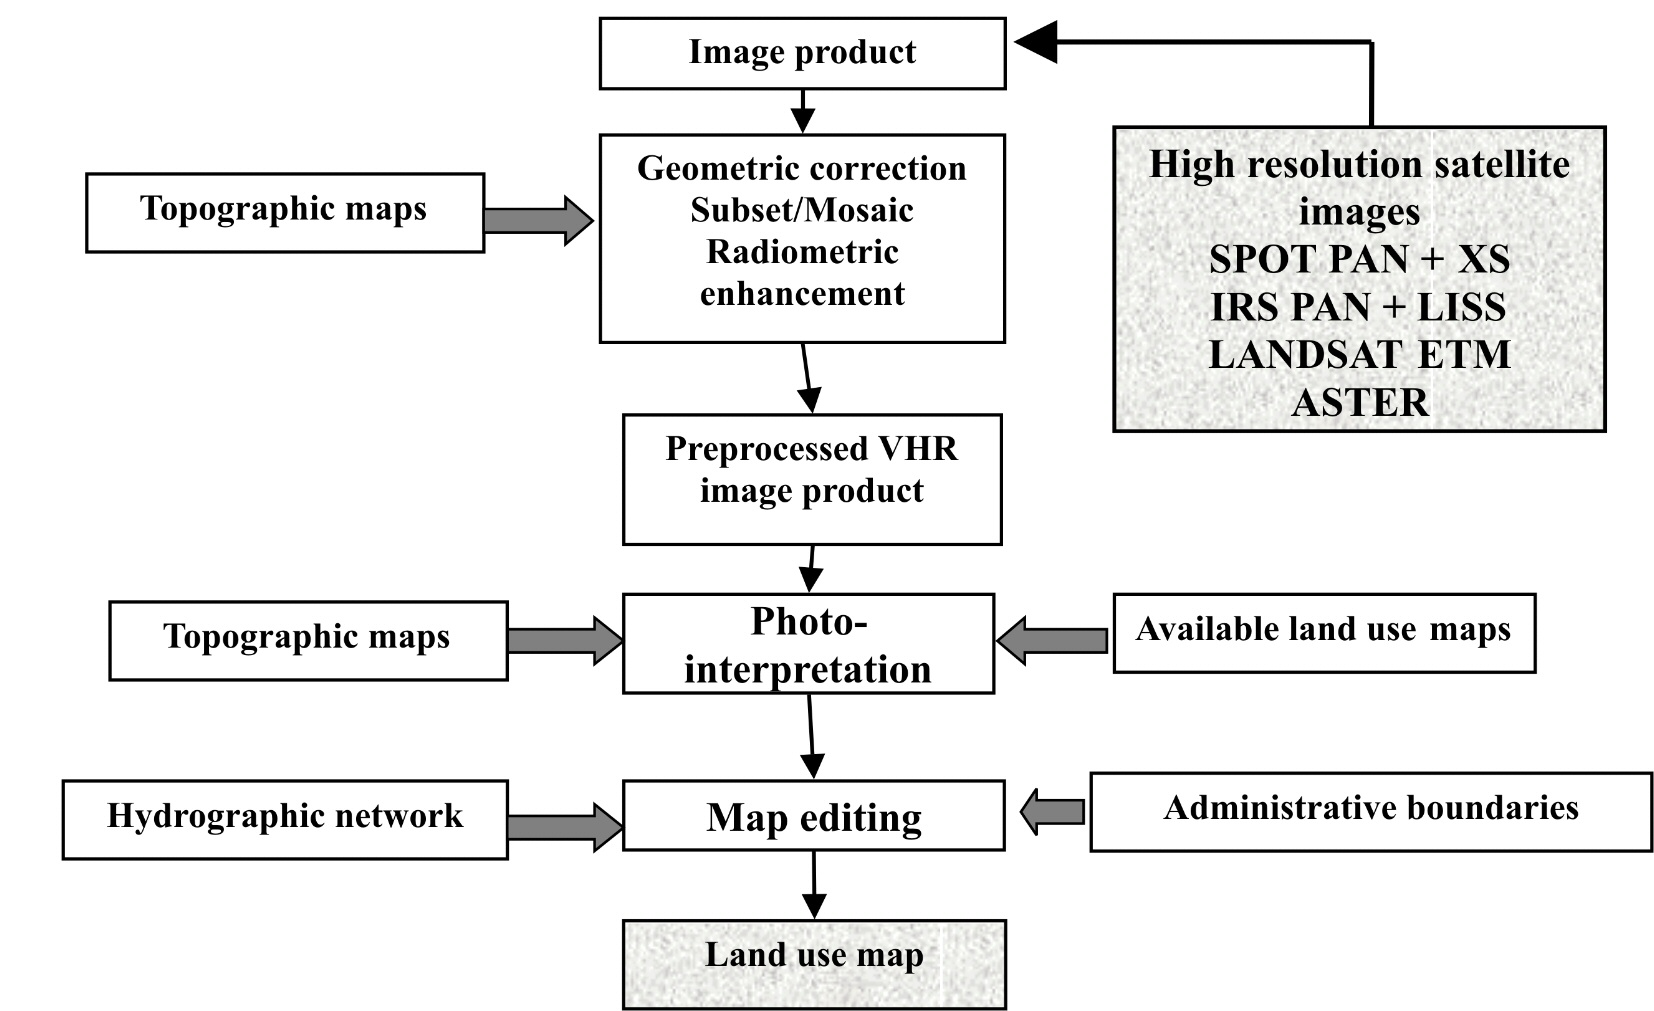 Image product
High resolution satellite
images
SPOT PAN + XS
IRS PAN + LISS
LANDSAT ETM
ASTER
Topographic maps
Geometric correction
Subset/Mosaic
Radiometric
enhancement
Preprocessed VHR
image product
Topographic maps
Photo-
interpretation
Available land use maps
Hydrographic network
Map editing
Administrative boundaries
Land use map